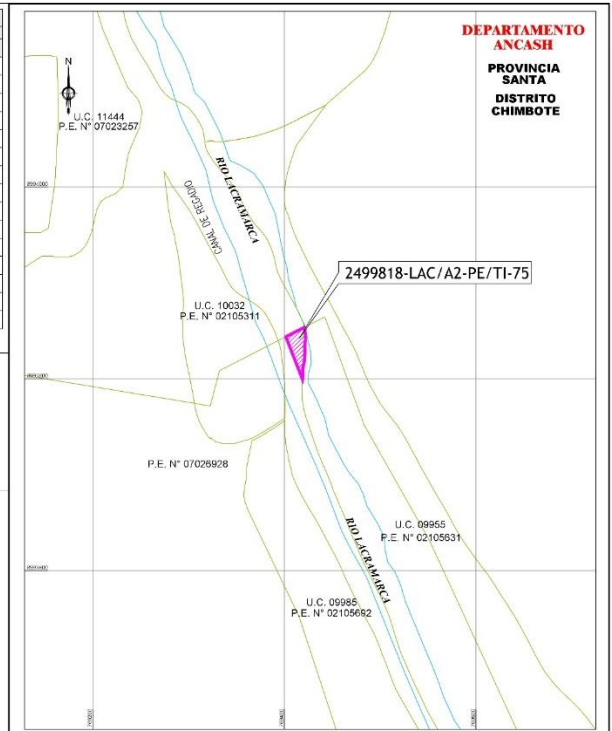 DEPARTAMENTO
ANCASH
PROVINCIA
SANTA
DISTRITO
CHIMBOTE
N
U.C. 11444
P.E. N° 07023257
RIO LACRAMARCA
CANAL DE REGADIO
2499818-LAC/A2-PE/TI-75
U.C. 10032
P.E. N° 02105311
P.E. N° 07026928
U.C. 09955
P.E. N° 02105631
RIO LACRAMARCA
U.C. 09985
P.E. N° 02105692